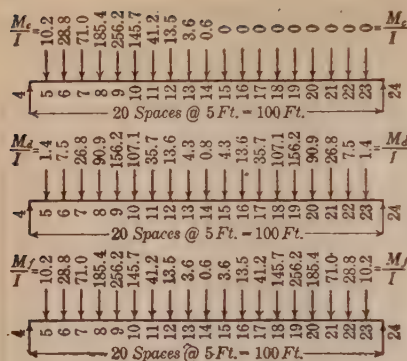 M_c/I = 10.2 28.8 71.0 185.4 256.2 145.7 41.2 13.5 3.6 0.6 0 0 0 0 0 0 0 0 0 = M_c/I
4 5 6 7 8 9 10 11 12 13 14 15 16 17 18 19 20 21 22 23 24
20 Spaces @ 5 Ft. = 100 Ft.
M_d/I = 1.4 7.5 26.8 90.9 156.2 107.1 35.7 13.6 4.3 0.8 4.3 13.6 35.7 107.1 156.2 90.9 26.8 7.5 1.4
4 5 6 7 8 9 10 11 12 13 14 15 16 17 18 19 20 21 22 23 24
20 Spaces @ 5 Ft. = 100 Ft.
M_f/I = 10.2 28.8 71.0 185.4 256.2 145.7 41.2 13.5 3.6 0.6 3.6 13.5 41.2 145.7 256.2 185.4 71.0 28.8 10.2
4 5 6 7 8 9 10 11 12 13 14 15 16 17 18 19 20 21 22 23 24
20 Spaces @ 5 Ft. = 100 Ft.